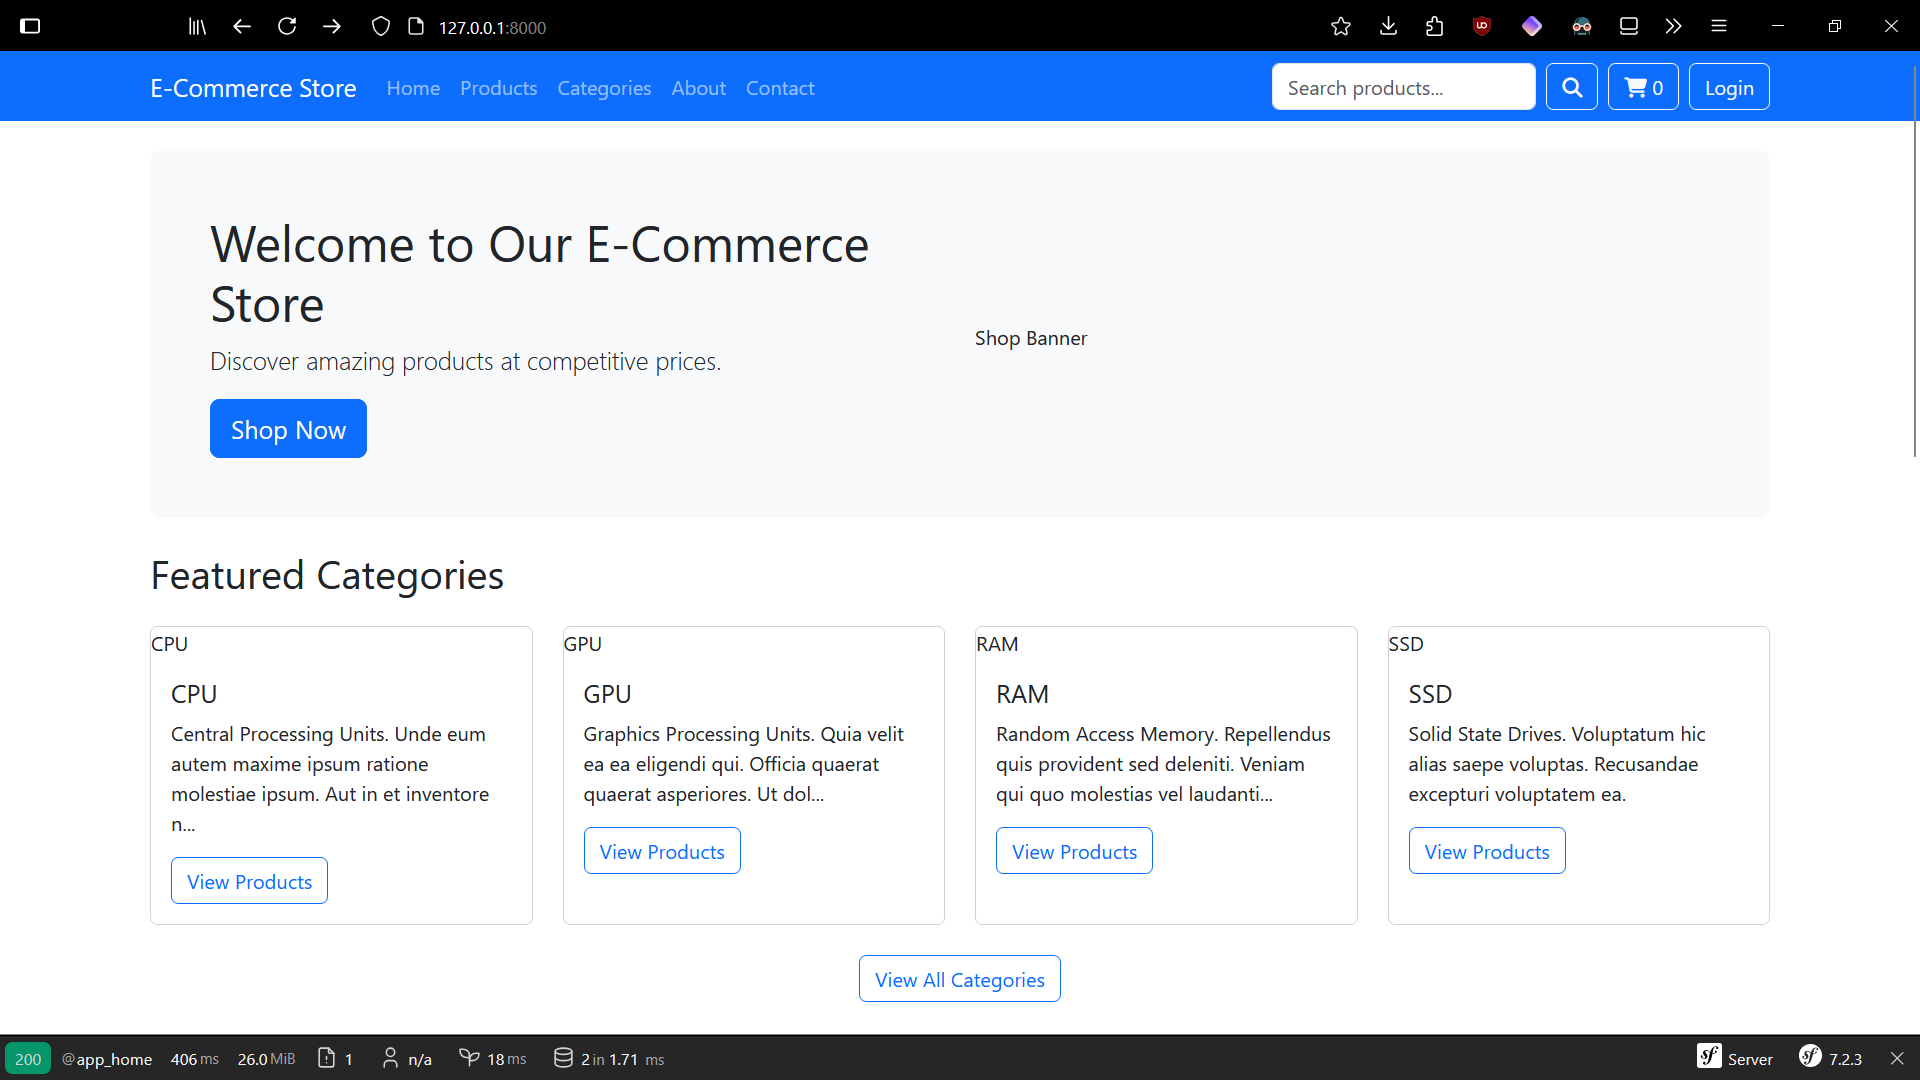 127.0.0.1:8000
E-Commerce Store
Home
Products
Categories
About
Contact
Search products...
0
Login
Welcome to Our E-Commerce
Store
Discover amazing products at competitive prices.
Shop Now
Shop Banner
Featured Categories
CPU
CPU
Central Processing Units. Unde eum
autem maxime ipsum ratione
molestiae ipsum. Aut in et inventore
n...
View Products
GPU
GPU
Graphics Processing Units. Quia velit
ea ea eligendi qui. Officia quaerat
quaerat asperiores. Ut dol...
View Products
RAM
RAM
Random Access Memory. Repellendus
quis provident sed deleniti. Veniam
qui quo molestias vel laudanti...
View Products
SSD
SSD
Solid State Drives. Voluptatum hic
alias saepe voluptas. Recusandae
excepturi voluptatem ea.
View Products
View All Categories
200 @app_home 406 ms 26.0 MiB 1 n/a 18 ms 2 in 1.71 ms
sf Server sf 7.2.3